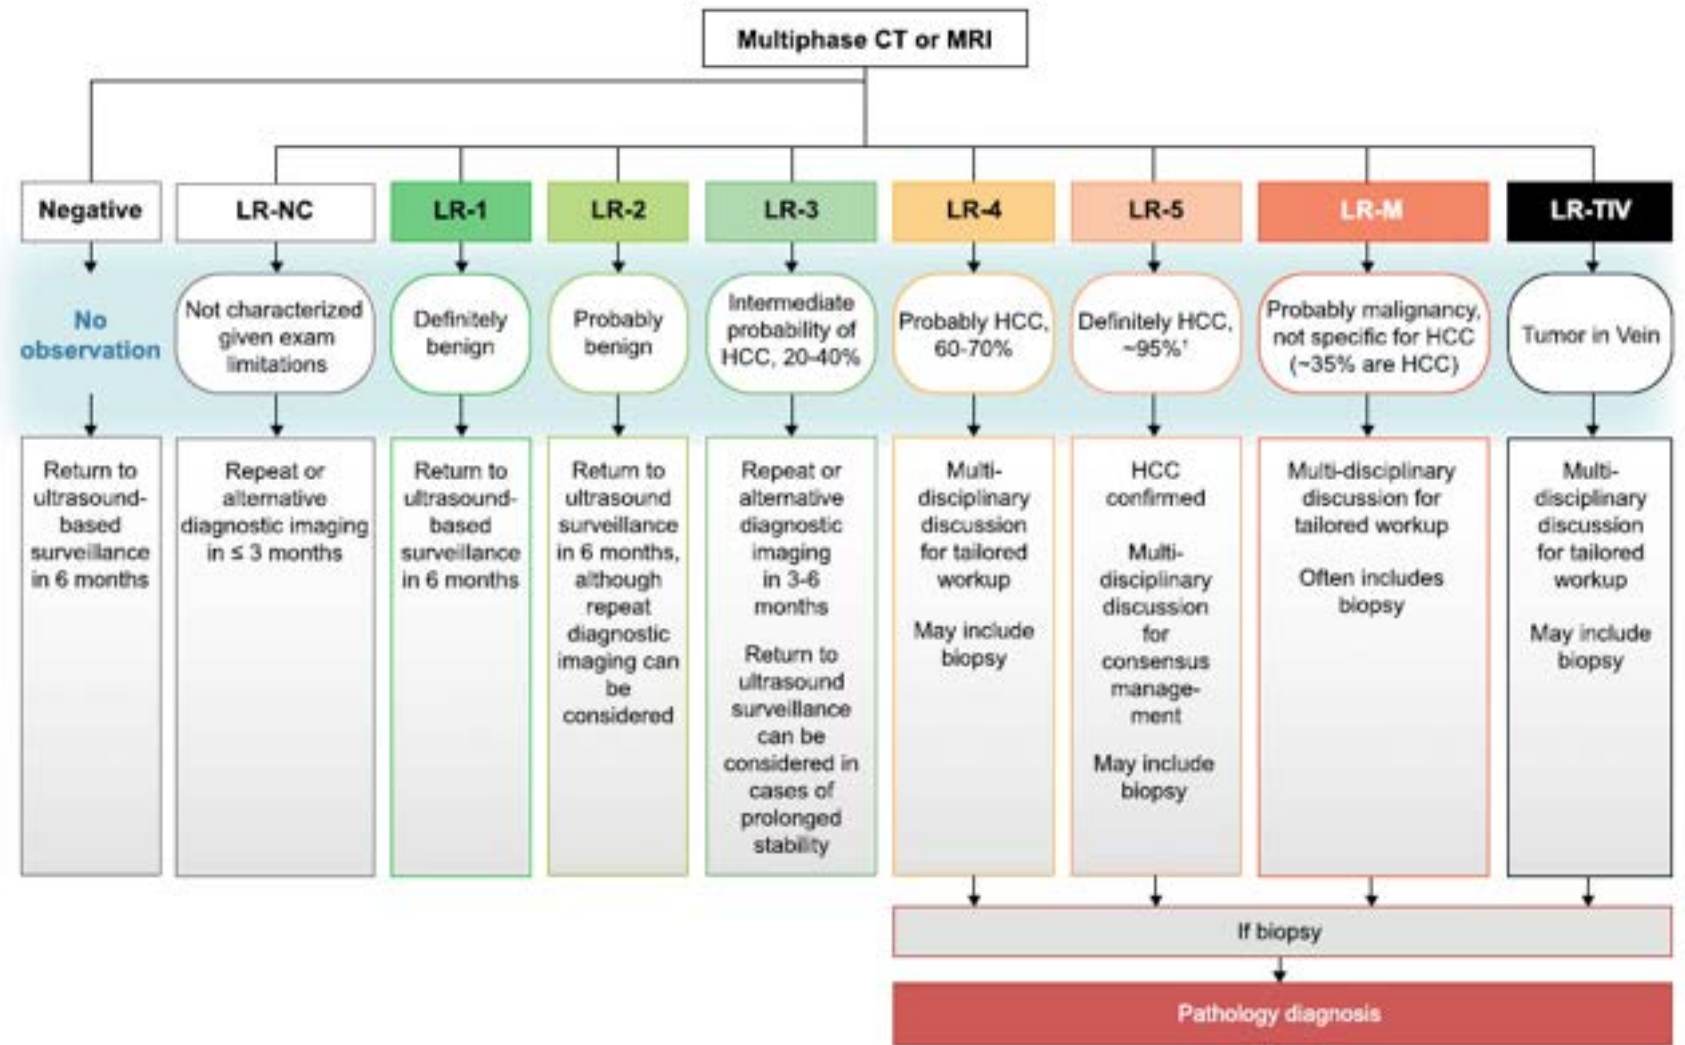 Multiphase CT or MRI
Negative
LR-NC
LR-1
LR-2
LR-3
LR-4
LR-5
LR-M
LR-TIV
No
observation
Not characterized
given exam
limitations
Definitely
benign
Probably
benign
Intermediate
probability of
HCC, 20-40%
Probably HCC,
60-70%
Definitely HCC,
~95%†
Probably malignancy,
not specific for HCC
(~35% are HCC)
Tumor in Vein
Return to
ultrasound-
based
surveillance
in 6 months
Repeat or
alternative
diagnostic imaging
in ≤ 3 months
Return to
ultrasound-
based
surveillance
in 6 months
Return to
ultrasound
surveillance
in 6 months,
although
repeat
diagnostic
imaging can
be
considered
Repeat or
alternative
diagnostic
imaging
in 3-6
months
Return to
ultrasound
surveillance
can be
considered in
cases of
prolonged
stability
Multi-
disciplinary
discussion
for tailored
workup
May include
biopsy
HCC
confirmed
Multi-
disciplinary
discussion
for
consensus
manage-
ment
May include
biopsy
Multi-disciplinary
discussion for
tailored workup
Often includes
biopsy
Multi-
disciplinary
discussion
for tailored
workup
May include
biopsy
If biopsy
Pathology diagnosis